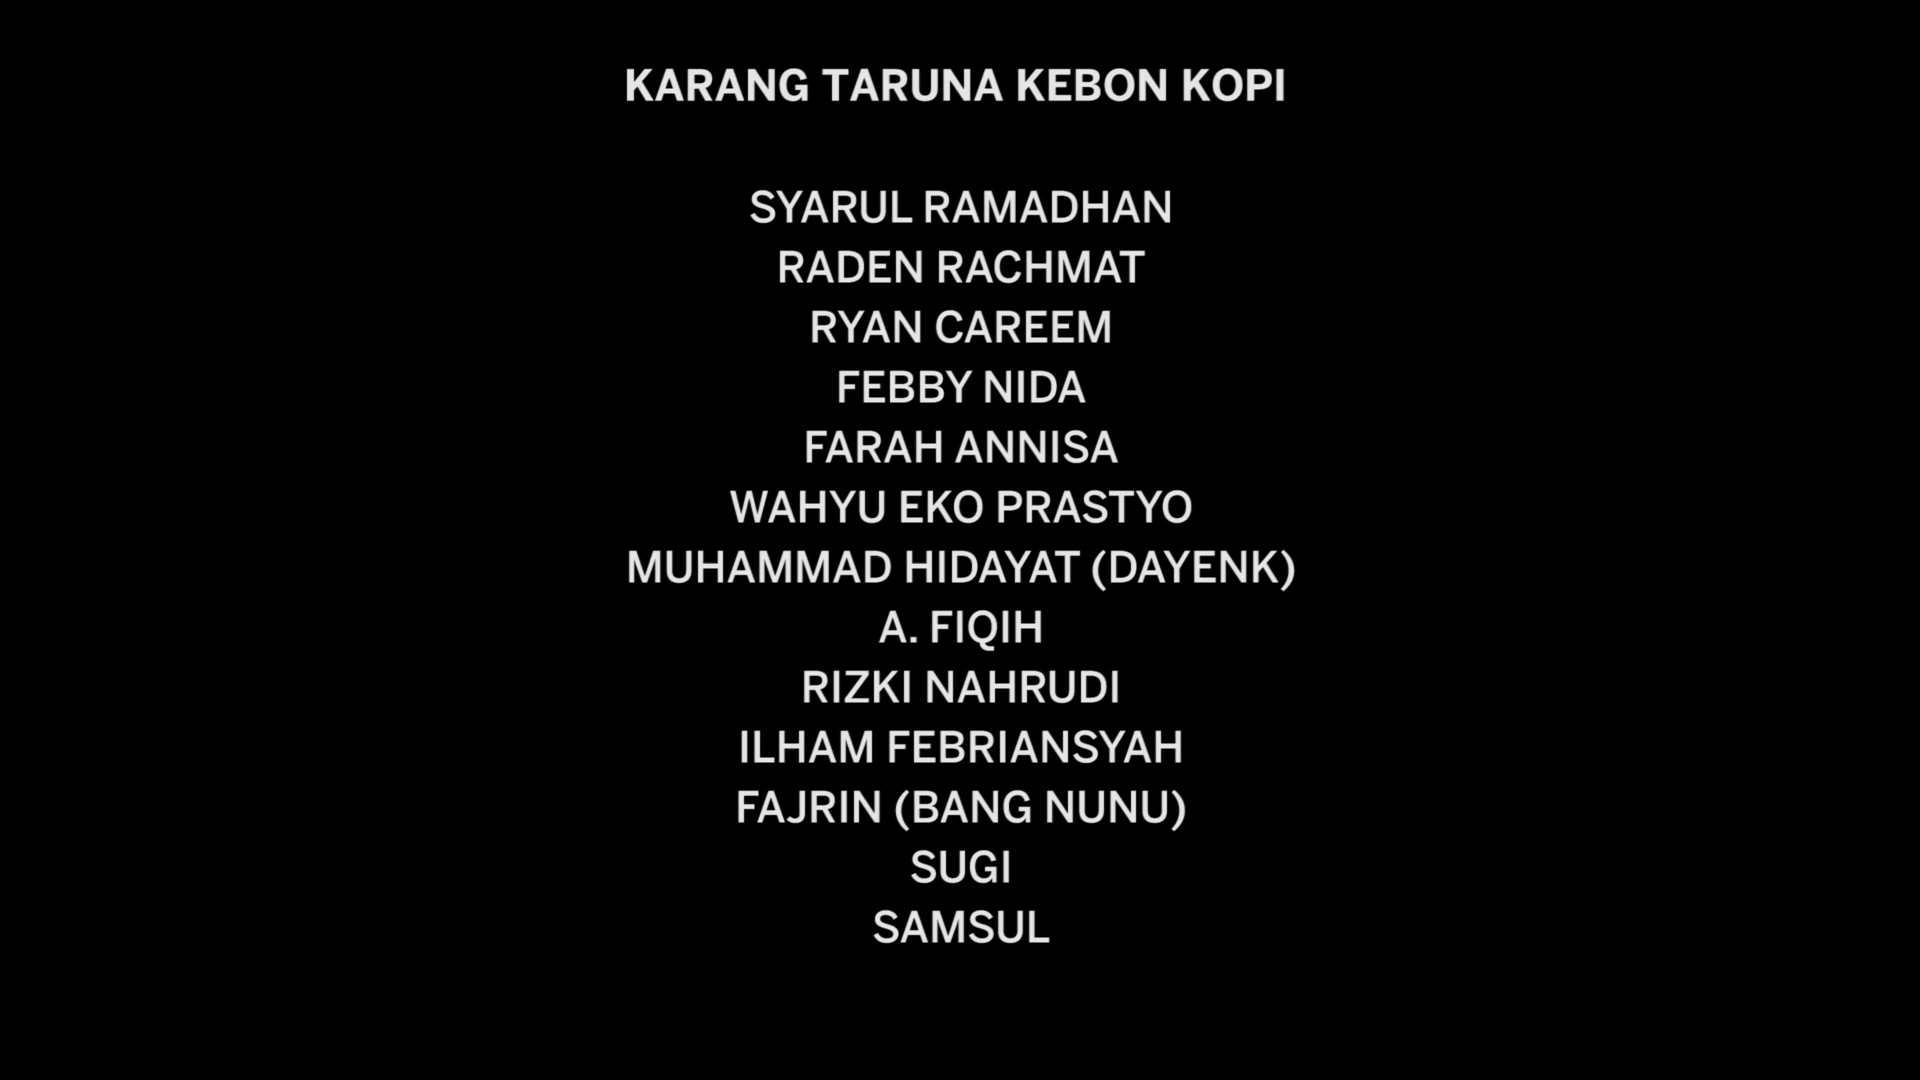 KARANG TARUNA KEBON KOPI
SYARUL RAMADHAN
RADEN RACHMAT
RYAN CAREEM
FEBBY NIDA
FARAH ANNISA
WAHYU EKO PRASTYO
MUHAMMAD HIDAYAT (DAYENK)
A. FIQIH
RIZKI NAHRUDI
ILHAM FEBRIANSYAH
FAJRIN (BANG NUNU)
SUGI
SAMSUL